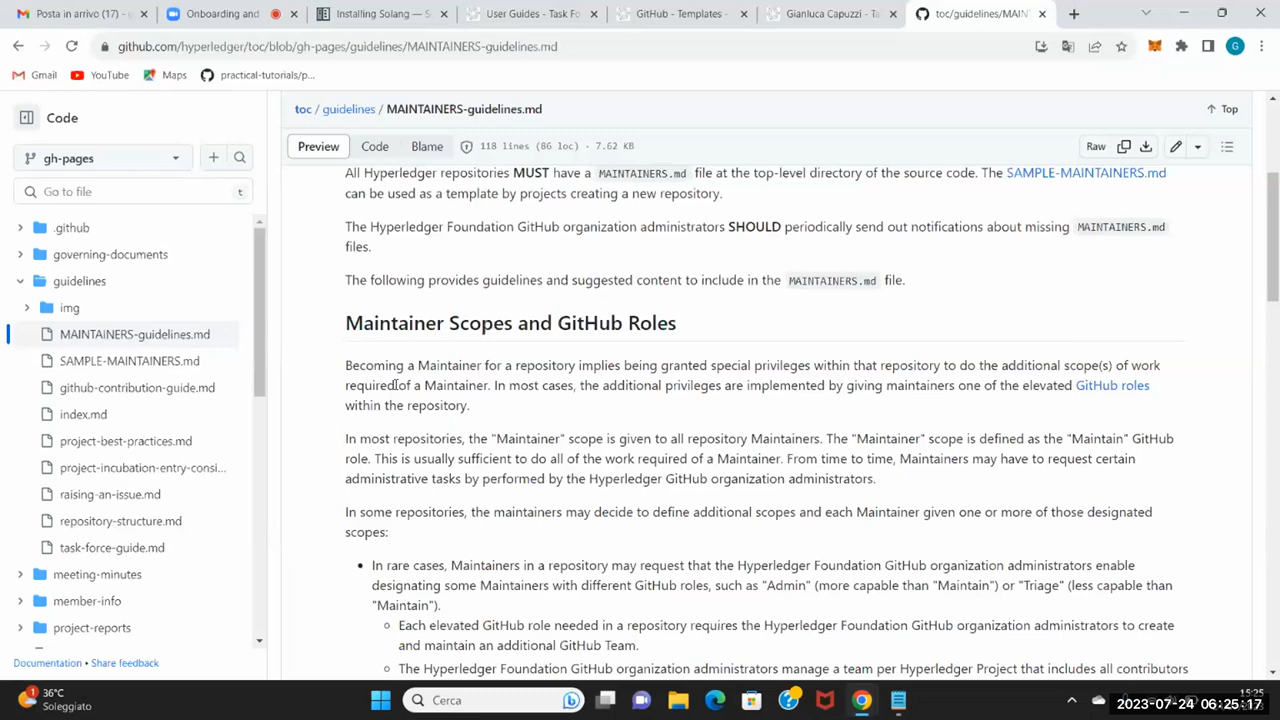 Posta in arrivo (17) - g
Onboarding and
Installing Solang — S
User Guides - Task Fo
GitHub - Templates -
Gianluca Capuzzi - Ta
toc/guidelines/MAIN
github.com/hyperledger/toc/blob/gh-pages/guidelines/MAINTAINERS-guidelines.md
G
Gmail
YouTube
Maps
practical-tutorials/p...
Code
gh-pages
Go to file
t
.github
governing-documents
guidelines
img
MAINTAINERS-guidelines.md
SAMPLE-MAINTAINERS.md
github-contribution-guide.md
index.md
project-best-practices.md
project-incubation-entry-consi...
raising-an-issue.md
repository-structure.md
task-force-guide.md
meeting-minutes
member-info
project-reports
Documentation • Share feedback
toc / guidelines / MAINTAINERS-guidelines.md
Top
Preview
Code
Blame
118 lines (86 loc) · 7.62 KB
Raw
All Hyperledger repositories MUST have a MAINTAINERS.md file at the top-level directory of the source code. The SAMPLE-MAINTAINERS.md
can be used as a template by projects creating a new repository.
The Hyperledger Foundation GitHub organization administrators SHOULD periodically send out notifications about missing MAINTAINERS.md
files.
The following provides guidelines and suggested content to include in the MAINTAINERS.md file.
Maintainer Scopes and GitHub Roles
Becoming a Maintainer for a repository implies being granted special privileges within that repository to do the additional scope(s) of work
required of a Maintainer. In most cases, the additional privileges are implemented by giving maintainers one of the elevated GitHub roles
within the repository.
In most repositories, the "Maintainer" scope is given to all repository Maintainers. The "Maintainer" scope is defined as the "Maintain" GitHub
role. This is usually sufficient to do all of the work required of a Maintainer. From time to time, Maintainers may have to request certain
administrative tasks by performed by the Hyperledger GitHub organization administrators.
In some repositories, the maintainers may decide to define additional scopes and each Maintainer given one or more of those designated
scopes:
• In rare cases, Maintainers in a repository may request that the Hyperledger Foundation GitHub organization administrators enable
designating some Maintainers with different GitHub roles, such as "Admin" (more capable than "Maintain") or "Triage" (less capable than
"Maintain").
Each elevated GitHub role needed in a repository requires the Hyperledger Foundation GitHub organization administrators to create
and maintain an additional GitHub Team.
The Hyperledger Foundation GitHub organization administrators manage a team per Hyperledger Project that includes all contributors
1
36°C
Soleggiato
Cerca
15:25
2023-07-24 06:25:17